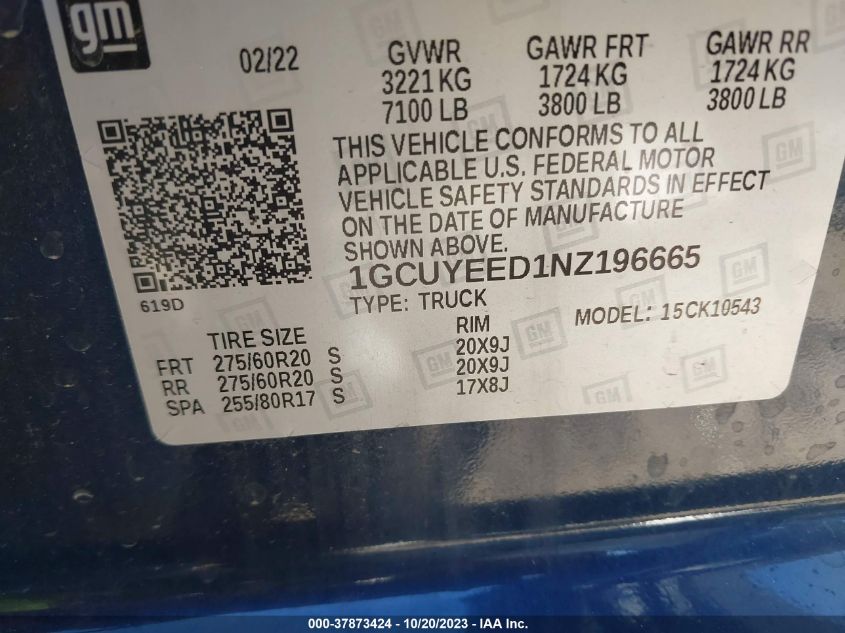 gm
02/22 GVWR GAWR FRT GAWR RR
3221 KG 1724 KG 1724 KG
7100 LB 3800 LB 3800 LB
THIS VEHICLE CONFORMS TO ALL
APPLICABLE U.S. FEDERAL MOTOR
VEHICLE SAFETY STANDARDS IN EFFECT
ON THE DATE OF MANUFACTURE
SHOWN ABOVE.
1GCUYEED1NZ196665
619D
TYPE: TRUCK MODEL: 15CK10543
TIRE SIZE RIM
FRT 275/60R20 S 20X9J
RR 275/60R20 S 20X9J
SPA 255/80R17 S 17X8J
000-37873424 - 10/20/2023 - IAA Inc.